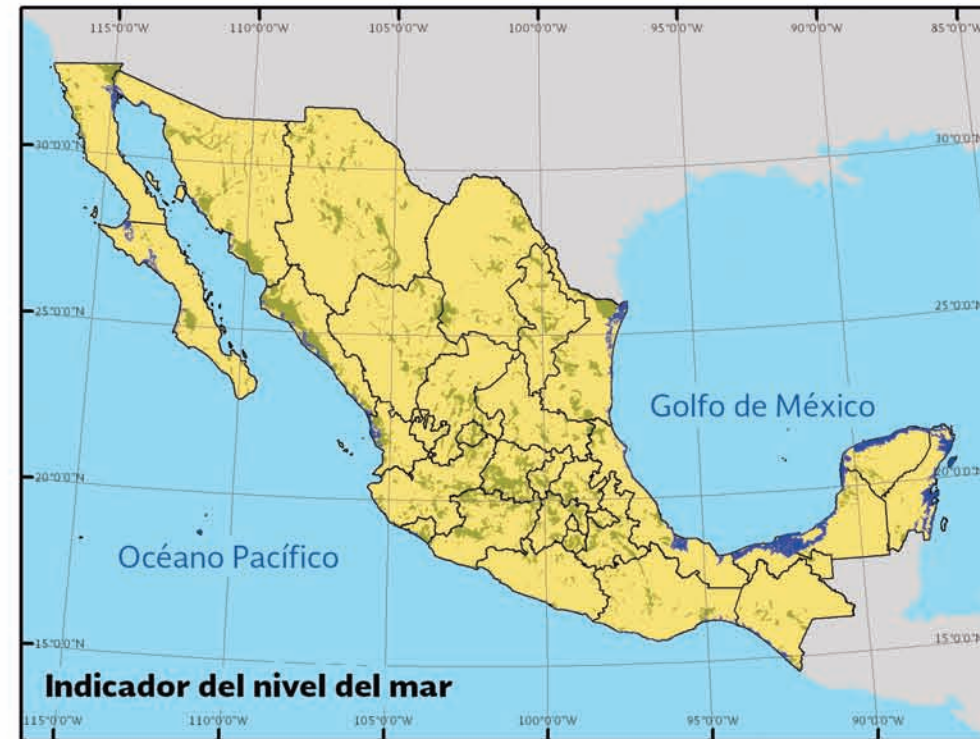 115°0'0"W
110°0'0"W
105°0'0"W
100°0'0"W
95°0'0"W
90°0'0"W
85°0'0"W
30°0'0"N
30°0'0"N
25°0'0"N
25°0'0"N
Golfo de México
20°0'0"N
20°0'0"N
Océano Pacífico
15°0'0"N
15°0'0"N
Indicador del nivel del mar
115°0'0"W
110°0'0"W
105°0'0"W
100°0'0"W
95°0'0"W
90°0'0"W